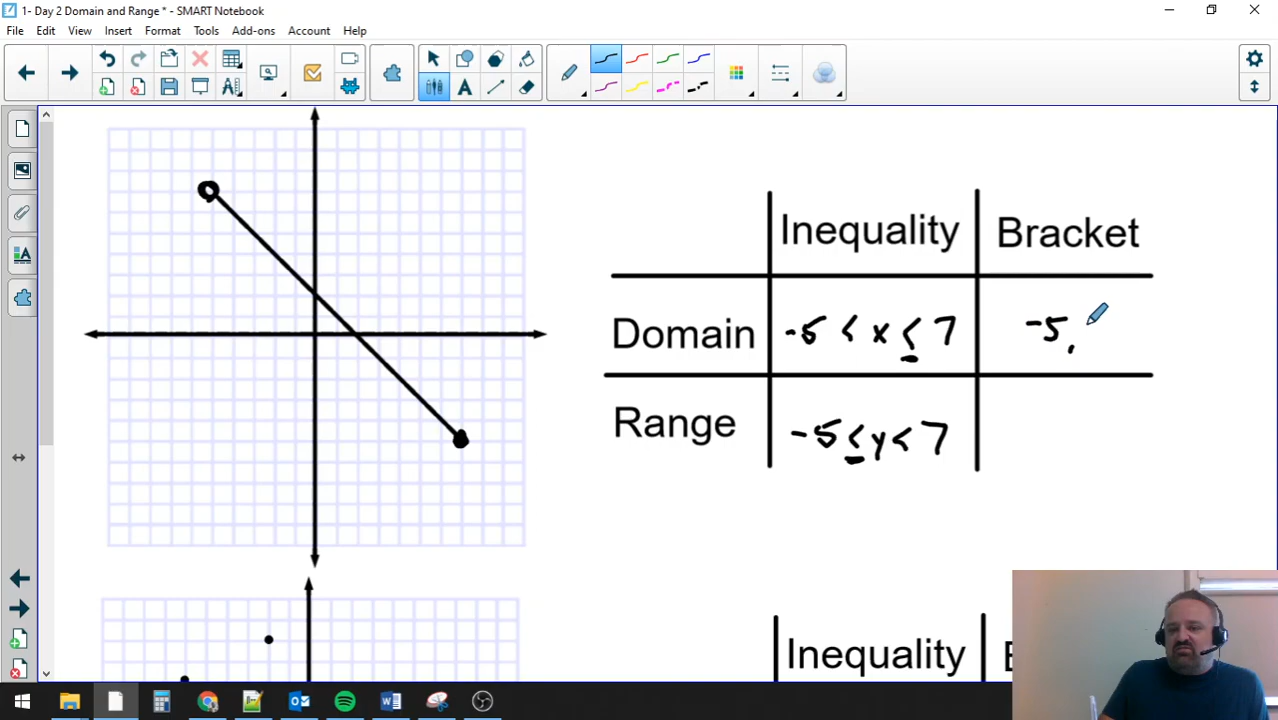 1- Day 2 Domain and Range * - SMART Notebook
File Edit View Insert Format Tools Add-ons Account Help
Inequality Bracket
Domain -5 < x ≤ 7 -5,
Range -5 ≤ y < 7
Inequality B